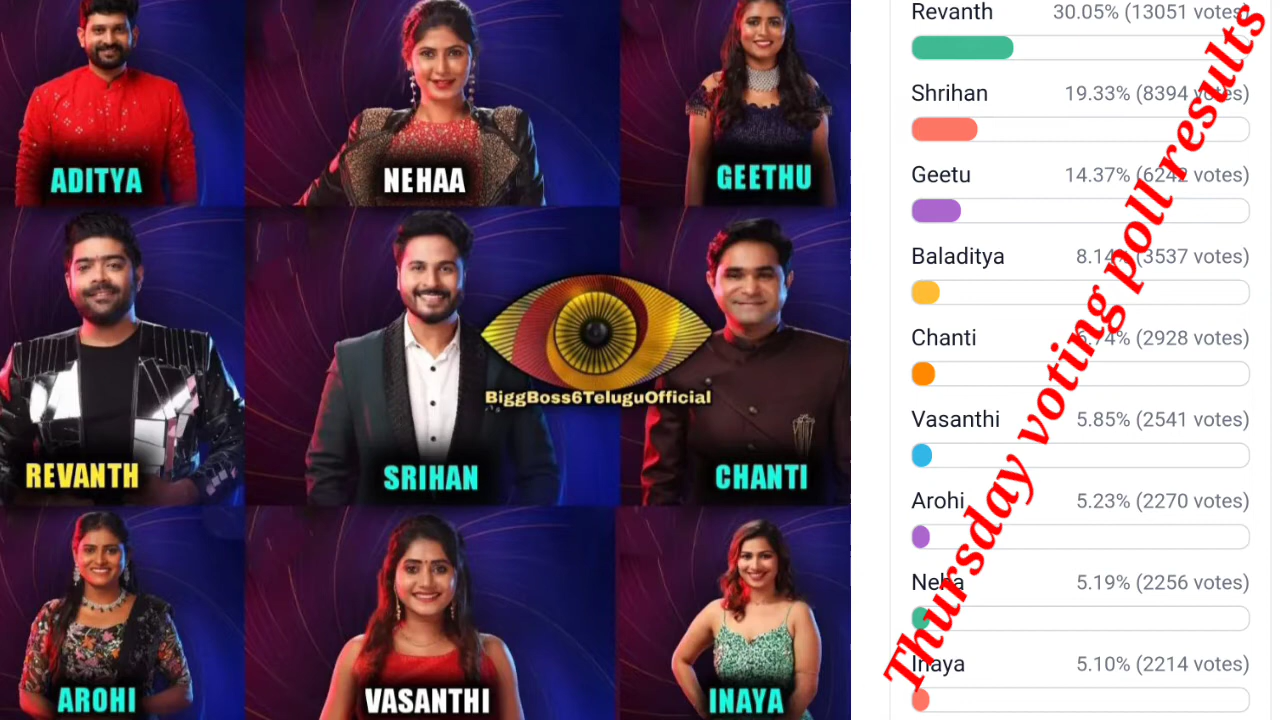 ADITYA
NEHAA
GEETHU
REVANTH
SRIHAN
BiggBoss6TeluguOfficial
CHANTI
AROHI
VASANTHI
INAYA
Revanth 30.05% (13051 votes)
Shrihan 19.33% (8394 votes)
Geetu 14.37% (6242 votes)
Baladitya 8.14% (3537 votes)
Chanti 6.74% (2928 votes)
Vasanthi 5.85% (2541 votes)
Arohi 5.23% (2270 votes)
Neha 5.19% (2256 votes)
Inaya 5.10% (2214 votes)
Thursday voting poll results